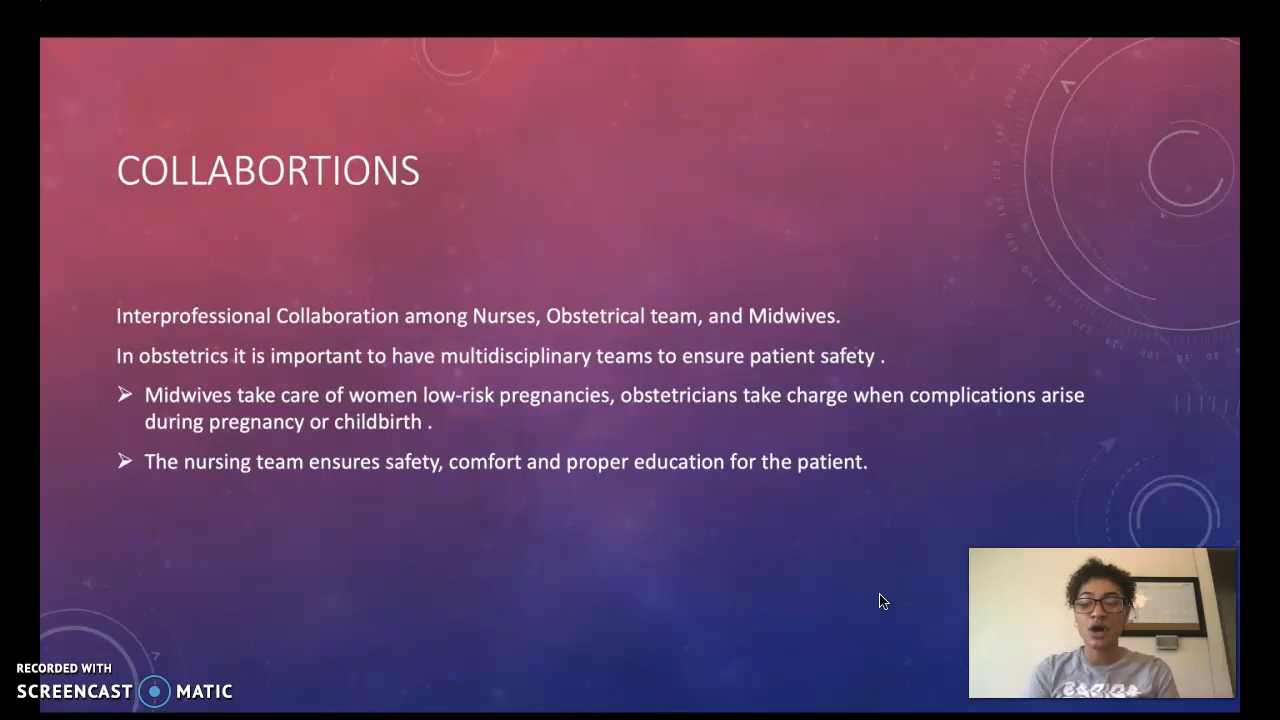 COLLABORTIONS
Interprofessional Collaboration among Nurses, Obstetrical team, and Midwives.
In obstetrics it is important to have multidisciplinary teams to ensure patient safety .
Midwives take care of women low-risk pregnancies, obstetricians take charge when complications arise
during pregnancy or childbirth .
The nursing team ensures safety, comfort and proper education for the patient.
RECORDED WITH
SCREENCAST MATIC